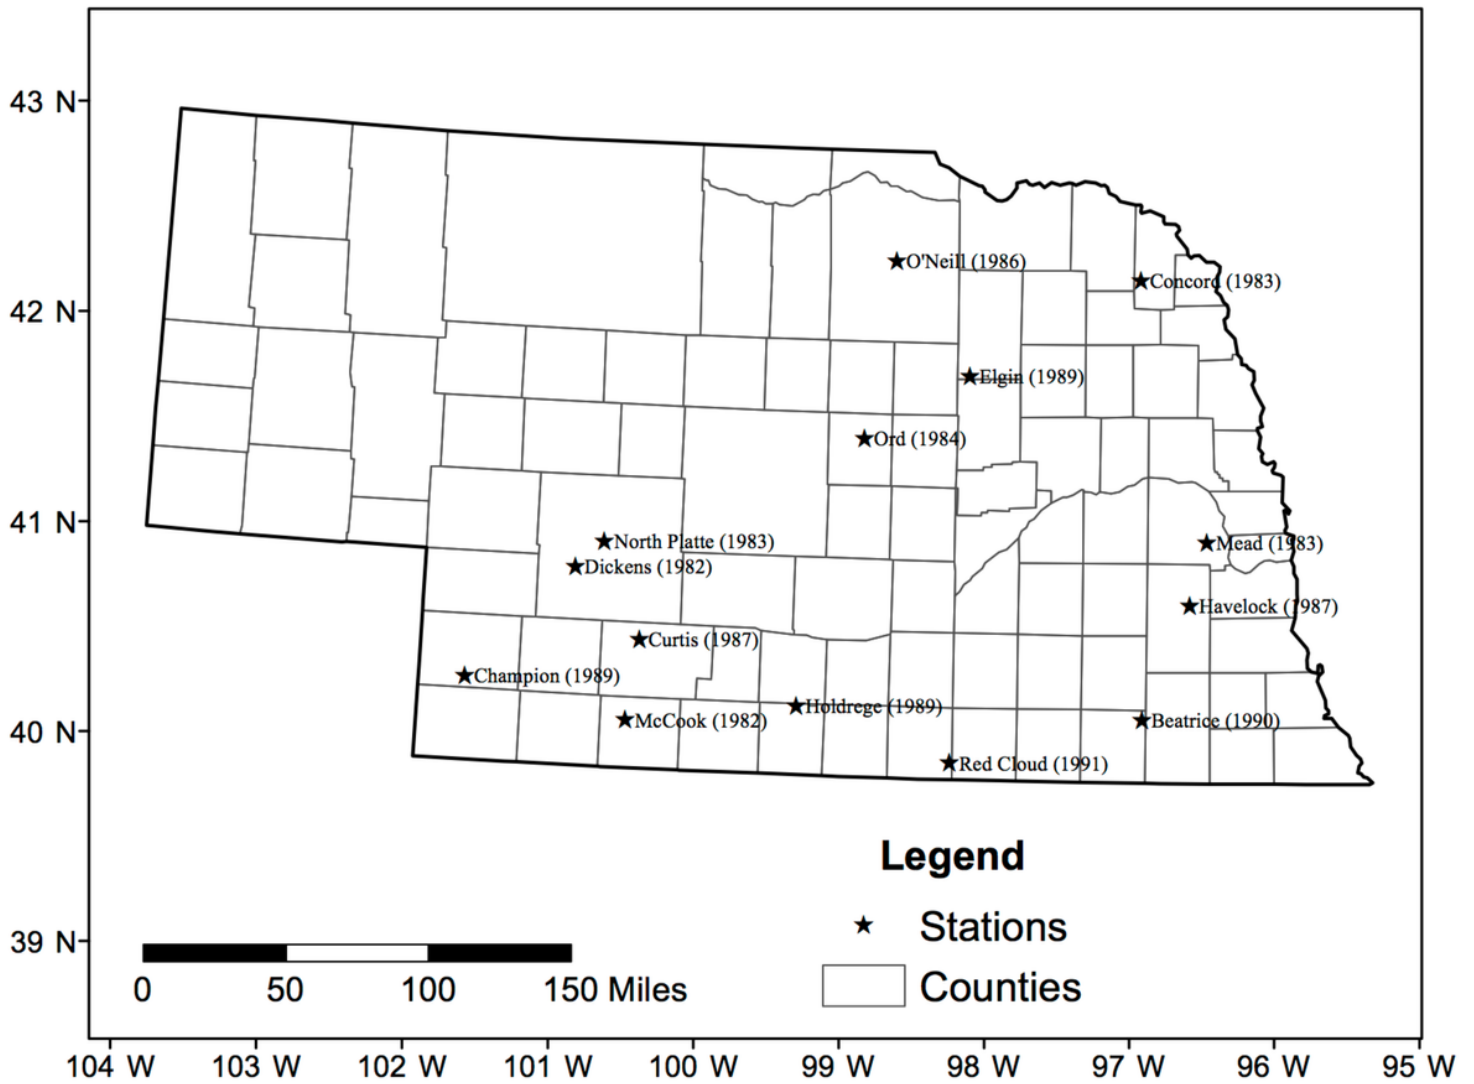 43 N
O'Neill (1986)
Concord (1983)
42 N
Elgin (1989)
Ord (1984)
41 N
North Platte (1983)
Mead (1983)
Dickens (1982)
Havelock (1987)
Curtis (1987)
Champion (1989)
Holdrege (1989)
40 N
McCook (1982)
Beatrice (1990)
Red Cloud (1991)
Legend
Stations
39 N
Counties
0 50 100 150 Miles
104 W 103 W 102 W 101 W 100 W 99 W 98 W 97 W 96 W 95 W